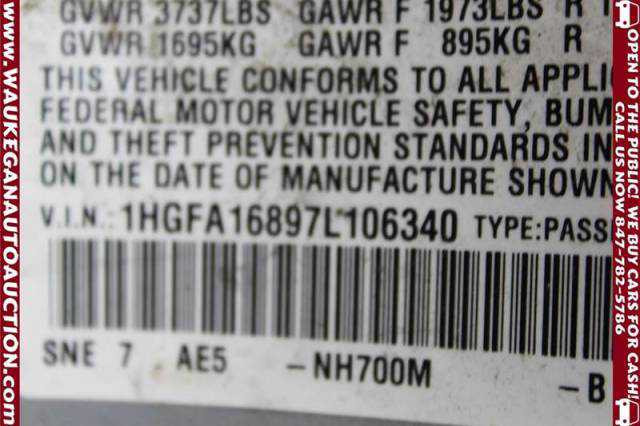 www.WAUKEGANAUTOAUCTION.com
GVWR 3737LBS GAWR F 1973LBS R
GVWR 1695KG GAWR F 895KG R
THIS VEHICLE CONFORMS TO ALL APPLI
FEDERAL MOTOR VEHICLE SAFETY, BUM
AND THEFT PREVENTION STANDARDS IN
ON THE DATE OF MANUFACTURE SHOWN
V.I.N.: 1HGFA16897L106340 TYPE:PASS
SNE 7 AE5 -NH700M
-B
OPEN TO THE PUBLIC! WE BUY CARS FOR CASH!
CALL US NOW 847-782-5786